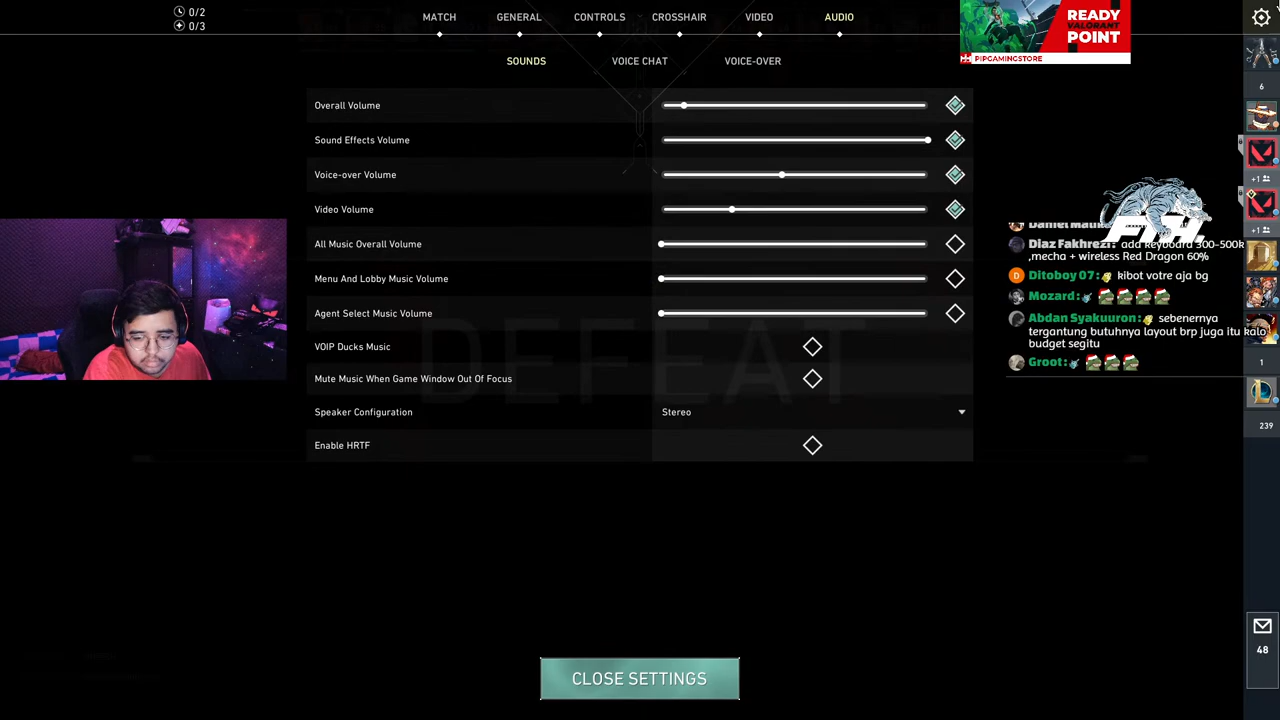 0/2
0/3
MATCH GENERAL CONTROLS CROSSHAIR VIDEO AUDIO
SOUNDS VOICE CHAT VOICE-OVER
READY
VALORANT
POINT
PIPGAMINGSTORE
Overall Volume
Sound Effects Volume
Voice-over Volume
Video Volume
All Music Overall Volume
Menu And Lobby Music Volume
Agent Select Music Volume
VOIP Ducks Music
Mute Music When Game Window Out Of Focus
Speaker Configuration Stereo
Enable HRTF
DEFEAT
CLOSE SETTINGS
Diaz Fakhrezi: ada keyboard 300-500k
,mecha + wireless Red Dragon 60%
Ditoboy 07: kibot votre aja bg
Mozard:
Abdan Syakuuron: sebenernya
tergantung butuhnya layout brp juga itu kalo
budget segitu
Groot:
6
+1
+1
1
239
48